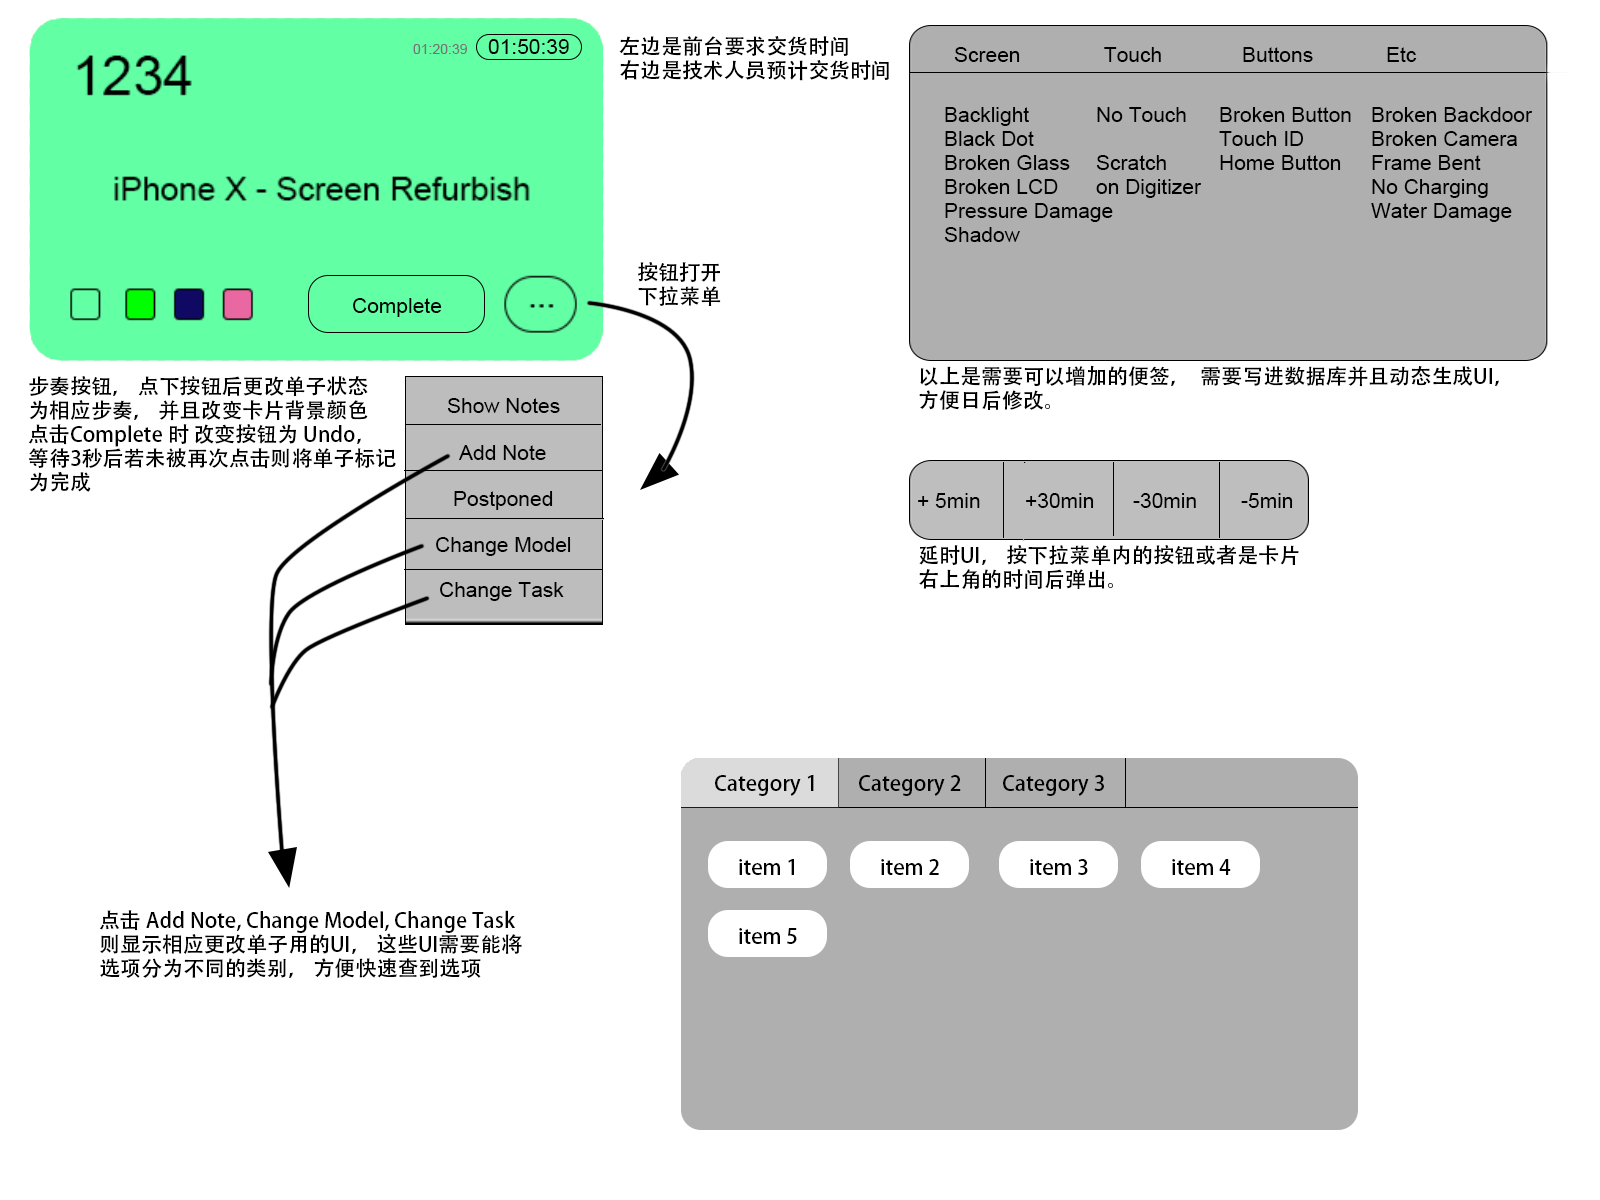 1234
01:20:39
01:50:39
iPhone X - Screen Refurbish
Complete
...
左边是前台要求交货时间
右边是技术人员预计交货时间
按钮打开
下拉菜单
步奏按钮， 点下按钮后更改单子状态
为相应步奏， 并且改变卡片背景颜色
点击Complete 时 改变按钮为 Undo，
等待3秒后若未被再次点击则将单子标记
为完成
Show Notes
Add Note
Postponed
Change Model
Change Task
点击 Add Note, Change Model, Change Task
则显示相应更改单子用的UI， 这些UI需要能将
选项分为不同的类别， 方便快速查到选项
Screen Touch Buttons Etc
Backlight No Touch Broken Button Broken Backdoor
Black Dot Touch ID Broken Camera
Broken Glass Scratch Home Button Frame Bent
Broken LCD on Digitizer No Charging
Pressure Damage Water Damage
Shadow
以上是需要可以增加的便签， 需要写进数据库并且动态生成UI，
方便日后修改。
+ 5min +30min -30min -5min
延时UI， 按下拉菜单内的按钮或者是卡片
右上角的时间后弹出。
Category 1 Category 2 Category 3
item 1 item 2 item 3 item 4
item 5